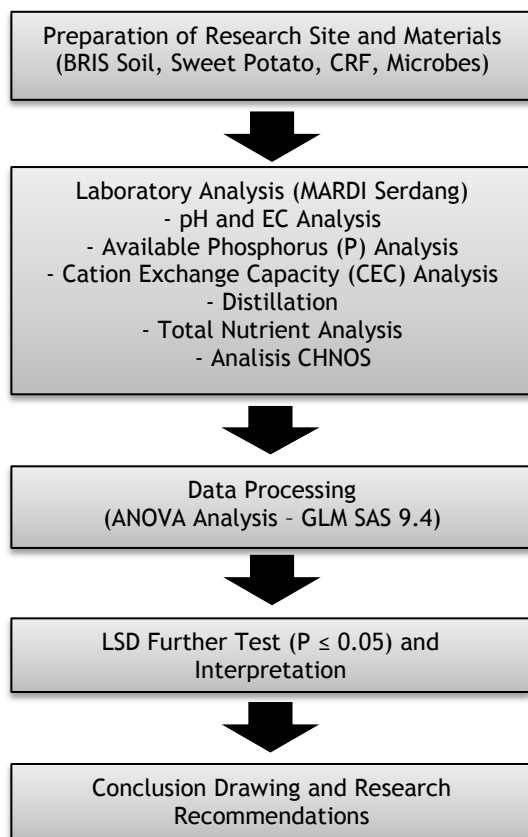 Preparation of Research Site and Materials
(BRIS Soil, Sweet Potato, CRF, Microbes)
Laboratory Analysis (MARDI Serdang)
- pH and EC Analysis
- Available Phosphorus (P) Analysis
- Cation Exchange Capacity (CEC) Analysis
- Distillation
- Total Nutrient Analysis
- Analisis CHNOS
Data Processing
(ANOVA Analysis – GLM SAS 9.4)
LSD Further Test (P ≤ 0.05) and
Interpretation
Conclusion Drawing and Research
Recommendations